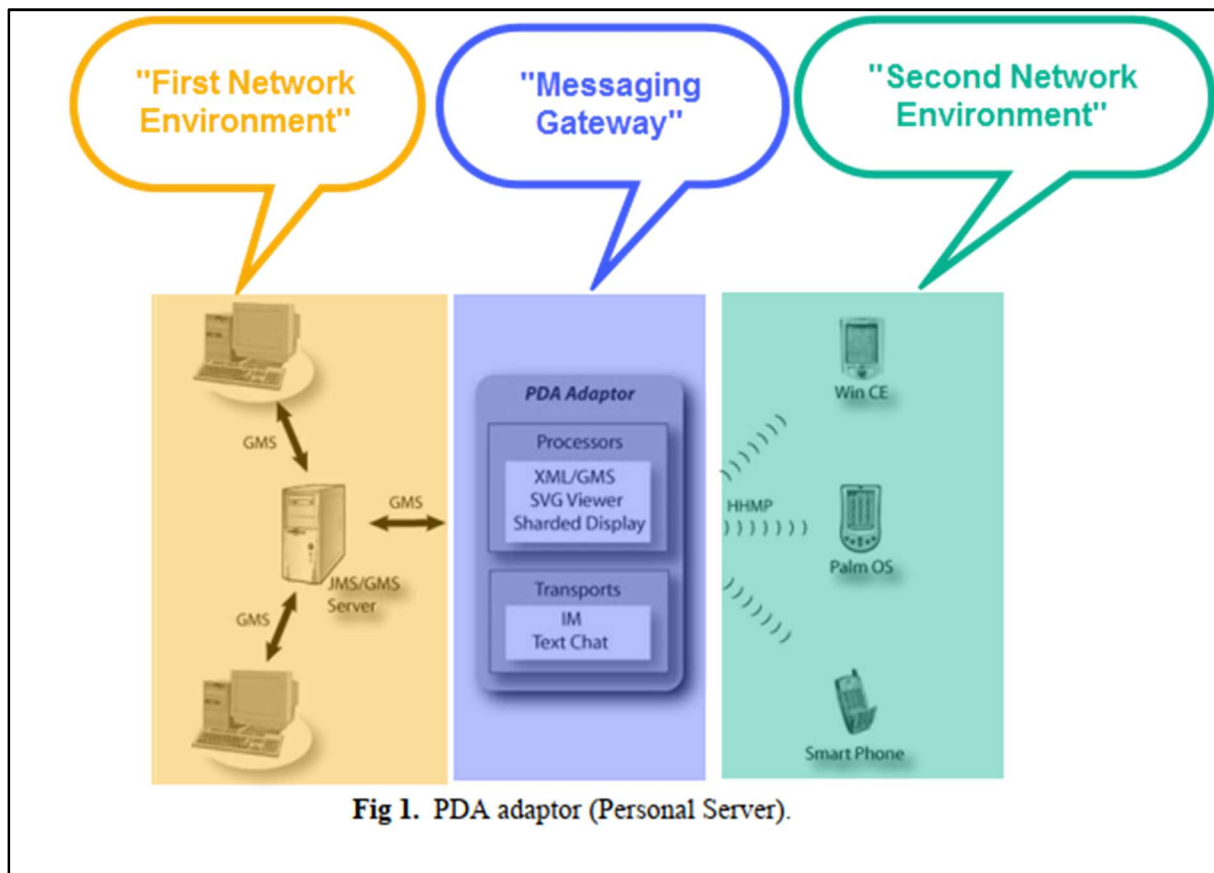 "First Network
Environment"
"Messaging
Gateway"
"Second Network
Environment"
GMS
JMS/GMS
Server
GMS
GMS
PDA Adaptor
Processors
XML/GMS
SVG Viewer
Sharded Display
Transports
IM
Text Chat
Win CE
HHMP
Palm OS
Smart Phone
Fig 1. PDA adaptor (Personal Server).